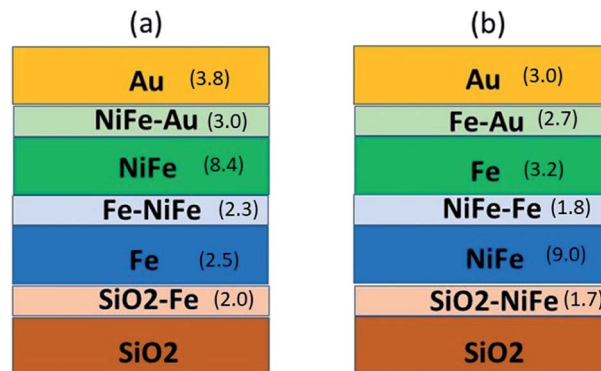 (a)
Au (3.8)
NiFe-Au (3.0)
NiFe (8.4)
Fe-NiFe (2.3)
Fe (2.5)
SiO2-Fe (2.0)
SiO2
(b)
Au (3.0)
Fe-Au (2.7)
Fe (3.2)
NiFe-Fe (1.8)
NiFe (9.0)
SiO2-NiFe (1.7)
SiO2